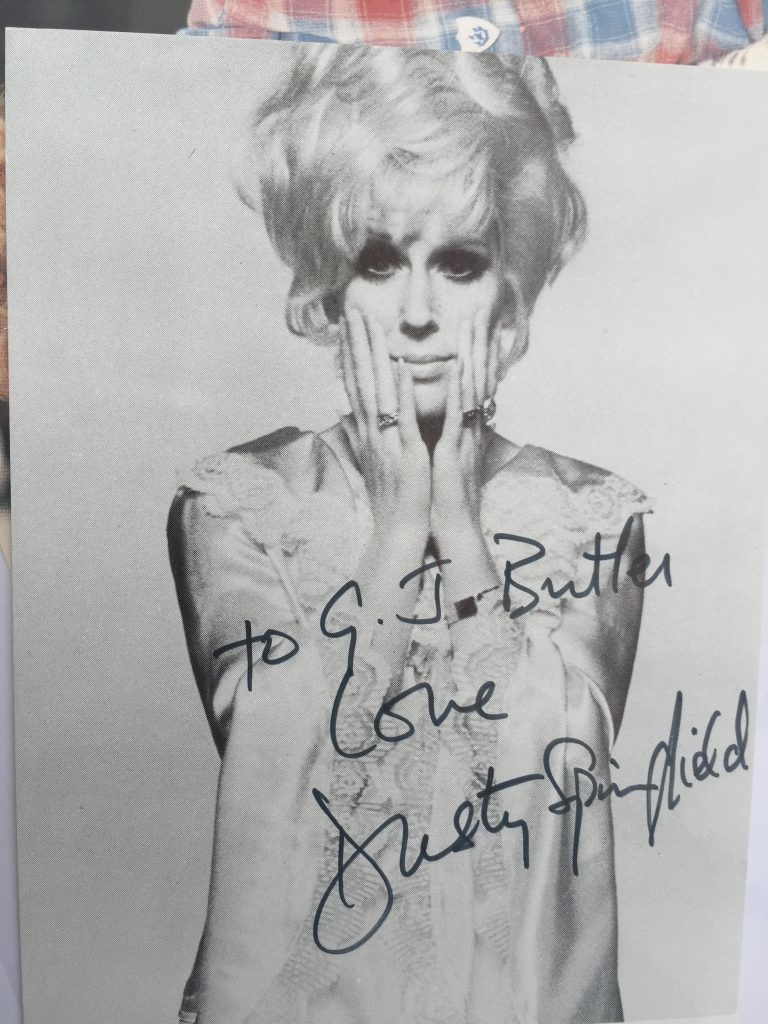 to G. J. Butler
Love
Dusty Springfield